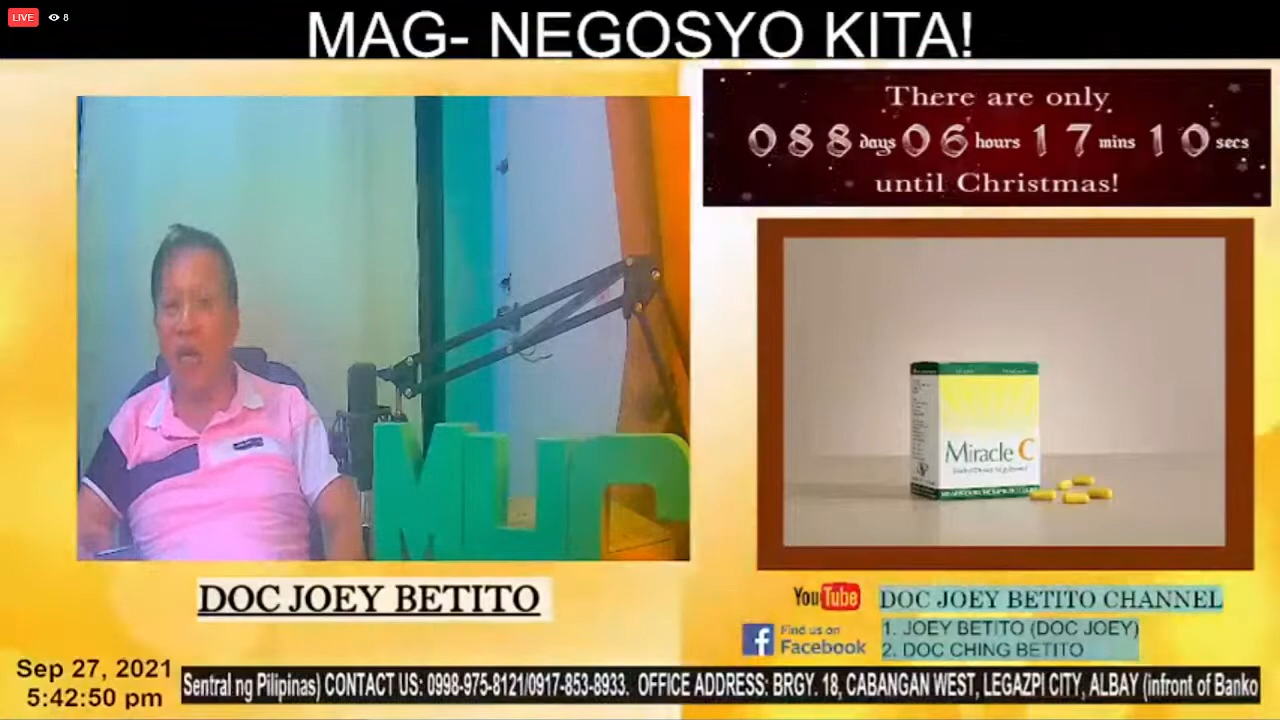 LIVE 8
MAG- NEGOSYO KITA!
There are only
088 days 06 hours 17 mins 10 secs
until Christmas!
Miracle C
DOC JOEY BETITO
YouTube DOC JOEY BETITO CHANNEL
Find us on
Facebook
1. JOEY BETITO (DOC JOEY)
2. DOC CHING BETITO
Sep 27, 2021
5:42:50 pm
Sentral ng Pilipinas) CONTACT US: 0998-975-8121/0917-853-8933. OFFICE ADDRESS: BRGY. 18, CABANGAN WEST, LEGAZPI CITY, ALBAY (infront of Banko